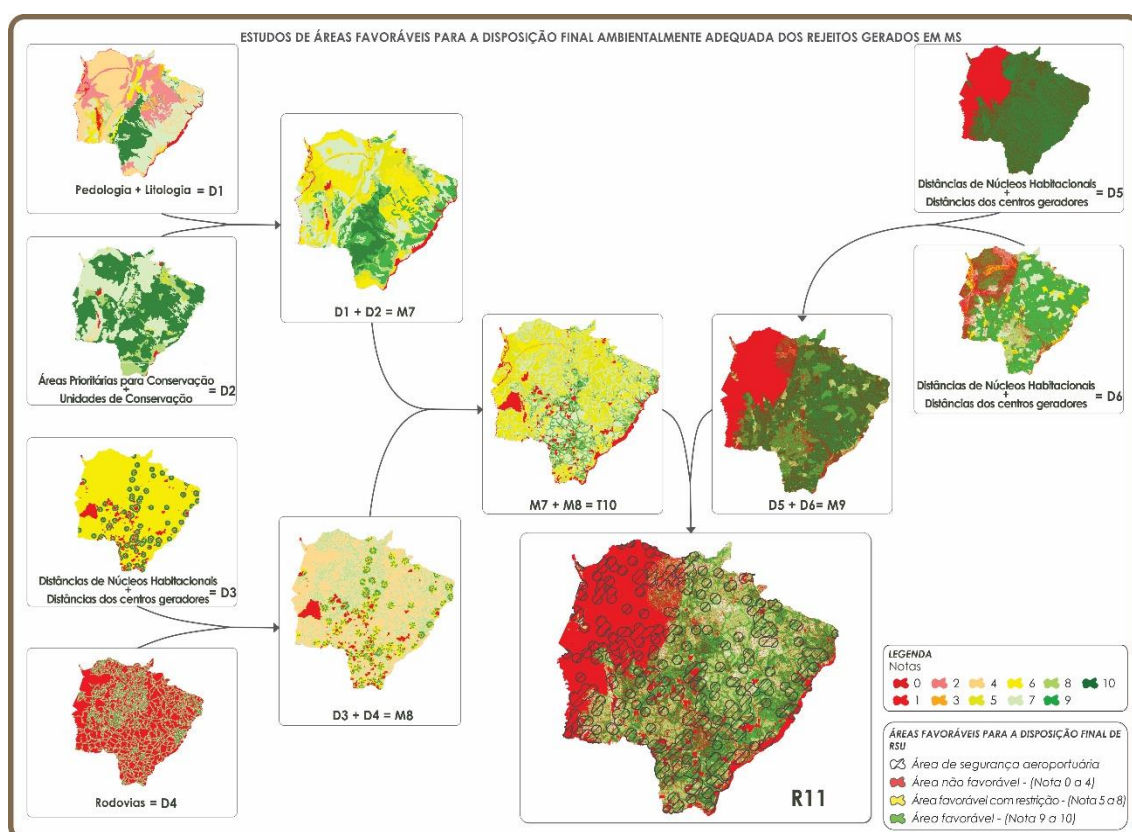 ESTUDOS DE ÁREAS FAVORÁVEIS PARA A DISPOSIÇÃO FINAL AMBIENTALMENTE ADEQUADA DOS REJEITOS GERADOS EM MS
Pedologia + Litologia = D1
Áreas Prioritárias para Conservação
+ = D2
Unidades de Conservação
D1 + D2 = M7
Distâncias de Núcleos Habitacionais
+ = D3
Distâncias dos centros geradores
Rodovias = D4
D3 + D4 = M8
M7 + M8 = T10
Distâncias de Núcleos Habitacionais
+ = D5
Distâncias dos centros geradores
Distâncias de Núcleos Habitacionais
+ = D6
Distâncias dos centros geradores
D5 + D6= M9
R11
LEGENDA
Notas
0 2 4 6 8 10
1 3 5 7 9
ÁREAS FAVORÁVEIS PARA A DISPOSIÇÃO FINAL DE
RSU
Área de segurança aeroportuária
Área não favorável - (Nota 0 a 4)
Área favorável com restrição - (Nota 5 a 8)
Área favorável - (Nota 9 a 10)